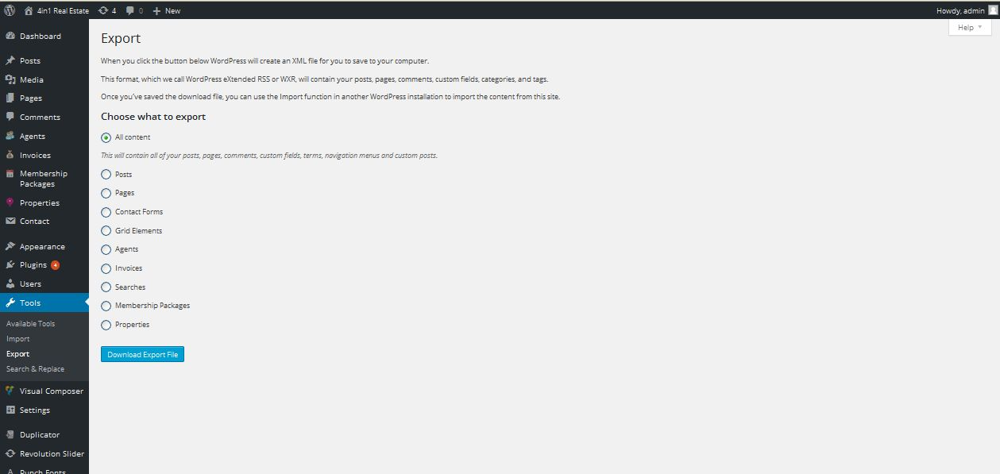 4in1 Real Estate 4 0 New Howdy, admin
Help
Dashboard
Posts
Media
Pages
Comments
Agents
Invoices
Membership
Packages
Properties
Contact
Appearance
Plugins 4
Users
Tools
Available Tools
Import
Export
Search & Replace
Visual Composer
Settings
Duplicator
Revolution Slider
Punch Fonts
Export
When you click the button below WordPress will create an XML file for you to save to your computer.
This format, which we call WordPress eXtended RSS or WXR, will contain your posts, pages, comments, custom fields, categories, and tags.
Once you've saved the download file, you can use the Import function in another WordPress installation to import the content from this site.
Choose what to export
All content
This will contain all of your posts, pages, comments, custom fields, terms, navigation menus and custom posts.
Posts
Pages
Contact Forms
Grid Elements
Agents
Invoices
Searches
Membership Packages
Properties
Download Export File